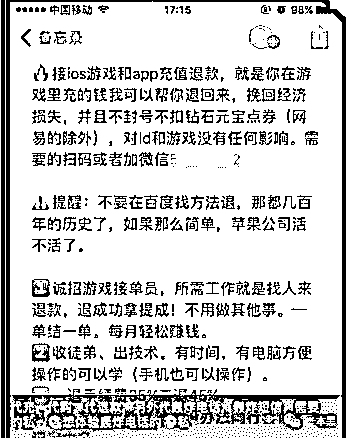 中国移动 17:15 98%
备忘录
接ios游戏和app充值退款，就是你在游
戏里充的钱我可以帮你退回来，挽回经济
损失，并且不封号不扣钻石元宝点券（网
易的除外），对Id和游戏没有任何影响。需
要的扫码或者加微信
2
提醒：不要在百度找方法退，那都几百
年的历史了，如果那么简单，苹果公司活
不活了。
诚招游戏接单员，所需工作就是找人来
退款，退成功拿提成！不用做其他事。一
单结一单。每月轻松赚钱。
收徒弟、出技术。有时间，有电脑方便
操作的可以学（手机也可以操作）。